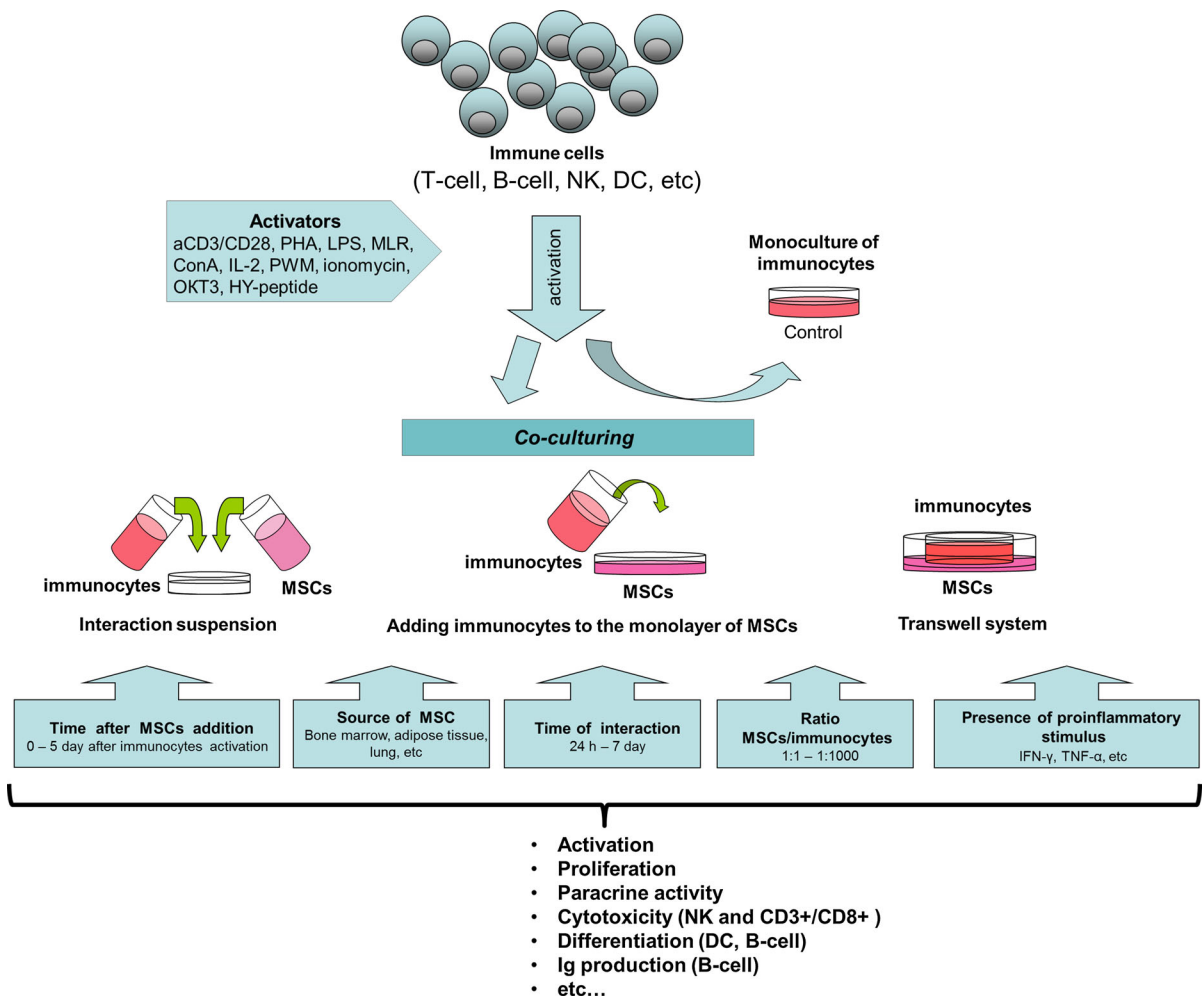 Immune cells
(T-cell, B-cell, NK, DC, etc)
Activators
aCD3/CD28, PHA, LPS, MLR,
ConA, IL-2, PWM, ionomycin,
OKT3, HY-peptide
activation
Monoculture of
immunocytes
Control
Co-culturing
immunocytes
MSCs
Interaction suspension
immunocytes
MSCs
Adding immunocytes to the monolayer of MSCs
immunocytes
MSCs
Transwell system
Time after MSCs addition
0 – 5 day after immunocytes activation
Source of MSC
Bone marrow, adipose tissue,
lung, etc
Time of interaction
24 h – 7 day
Ratio
MSCs/immunocytes
1:1 – 1:1000
Presence of proinflammatory
stimulus
IFN-γ, TNF-α, etc
• Activation
• Proliferation
• Paracrine activity
• Cytotoxicity (NK and CD3+/CD8+ )
• Differentiation (DC, B-cell)
• Ig production (B-cell)
• etc…